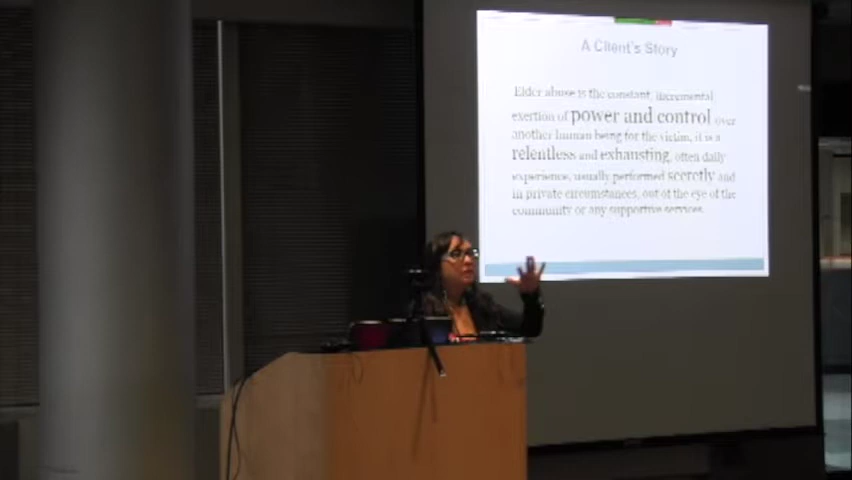 A Client's Story
Elder abuse is the constant, incremental
exertion of power and control over
another human being for the victim, it is a
relentless and exhausting, often daily
experience, usually performed secretly and
in private circumstances, out of the eye of the
community or any supportive services.